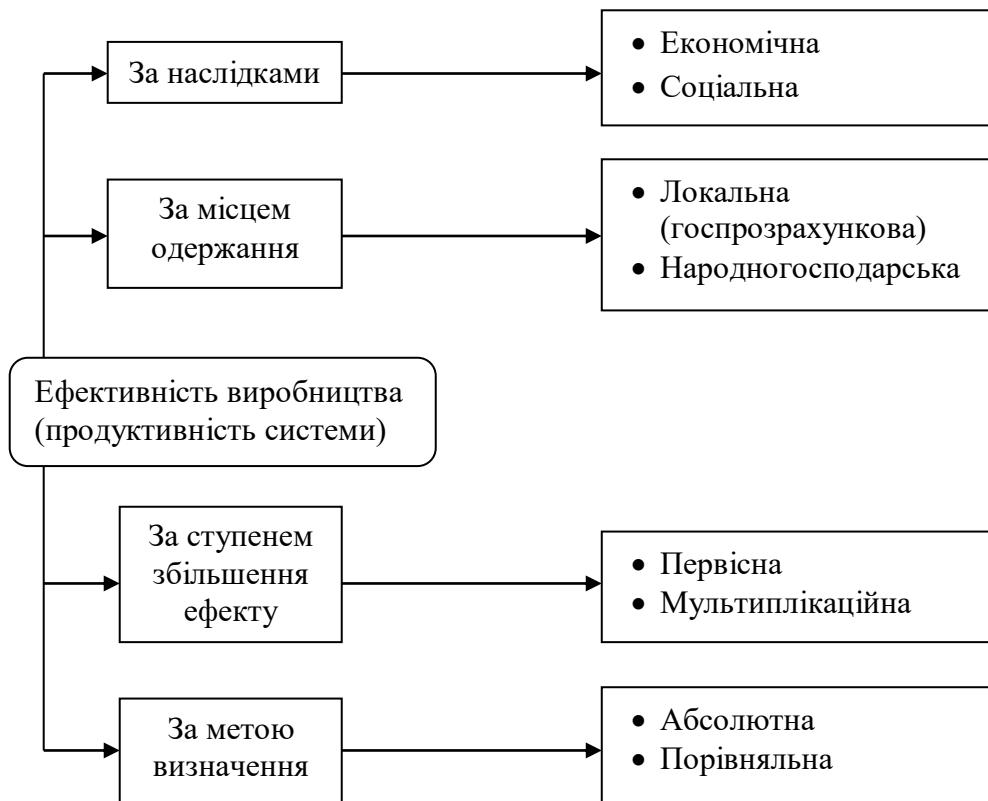 За наслідками
• Економічна
• Соціальна
За місцем
одержання
• Локальна
(госпрозрахункова)
• Народногосподарська
Ефективність виробництва
(продуктивність системи)
За ступенем
збільшення
ефекту
• Первісна
• Мультиплікаційна
За метою
визначення
• Абсолютна
• Порівняльна